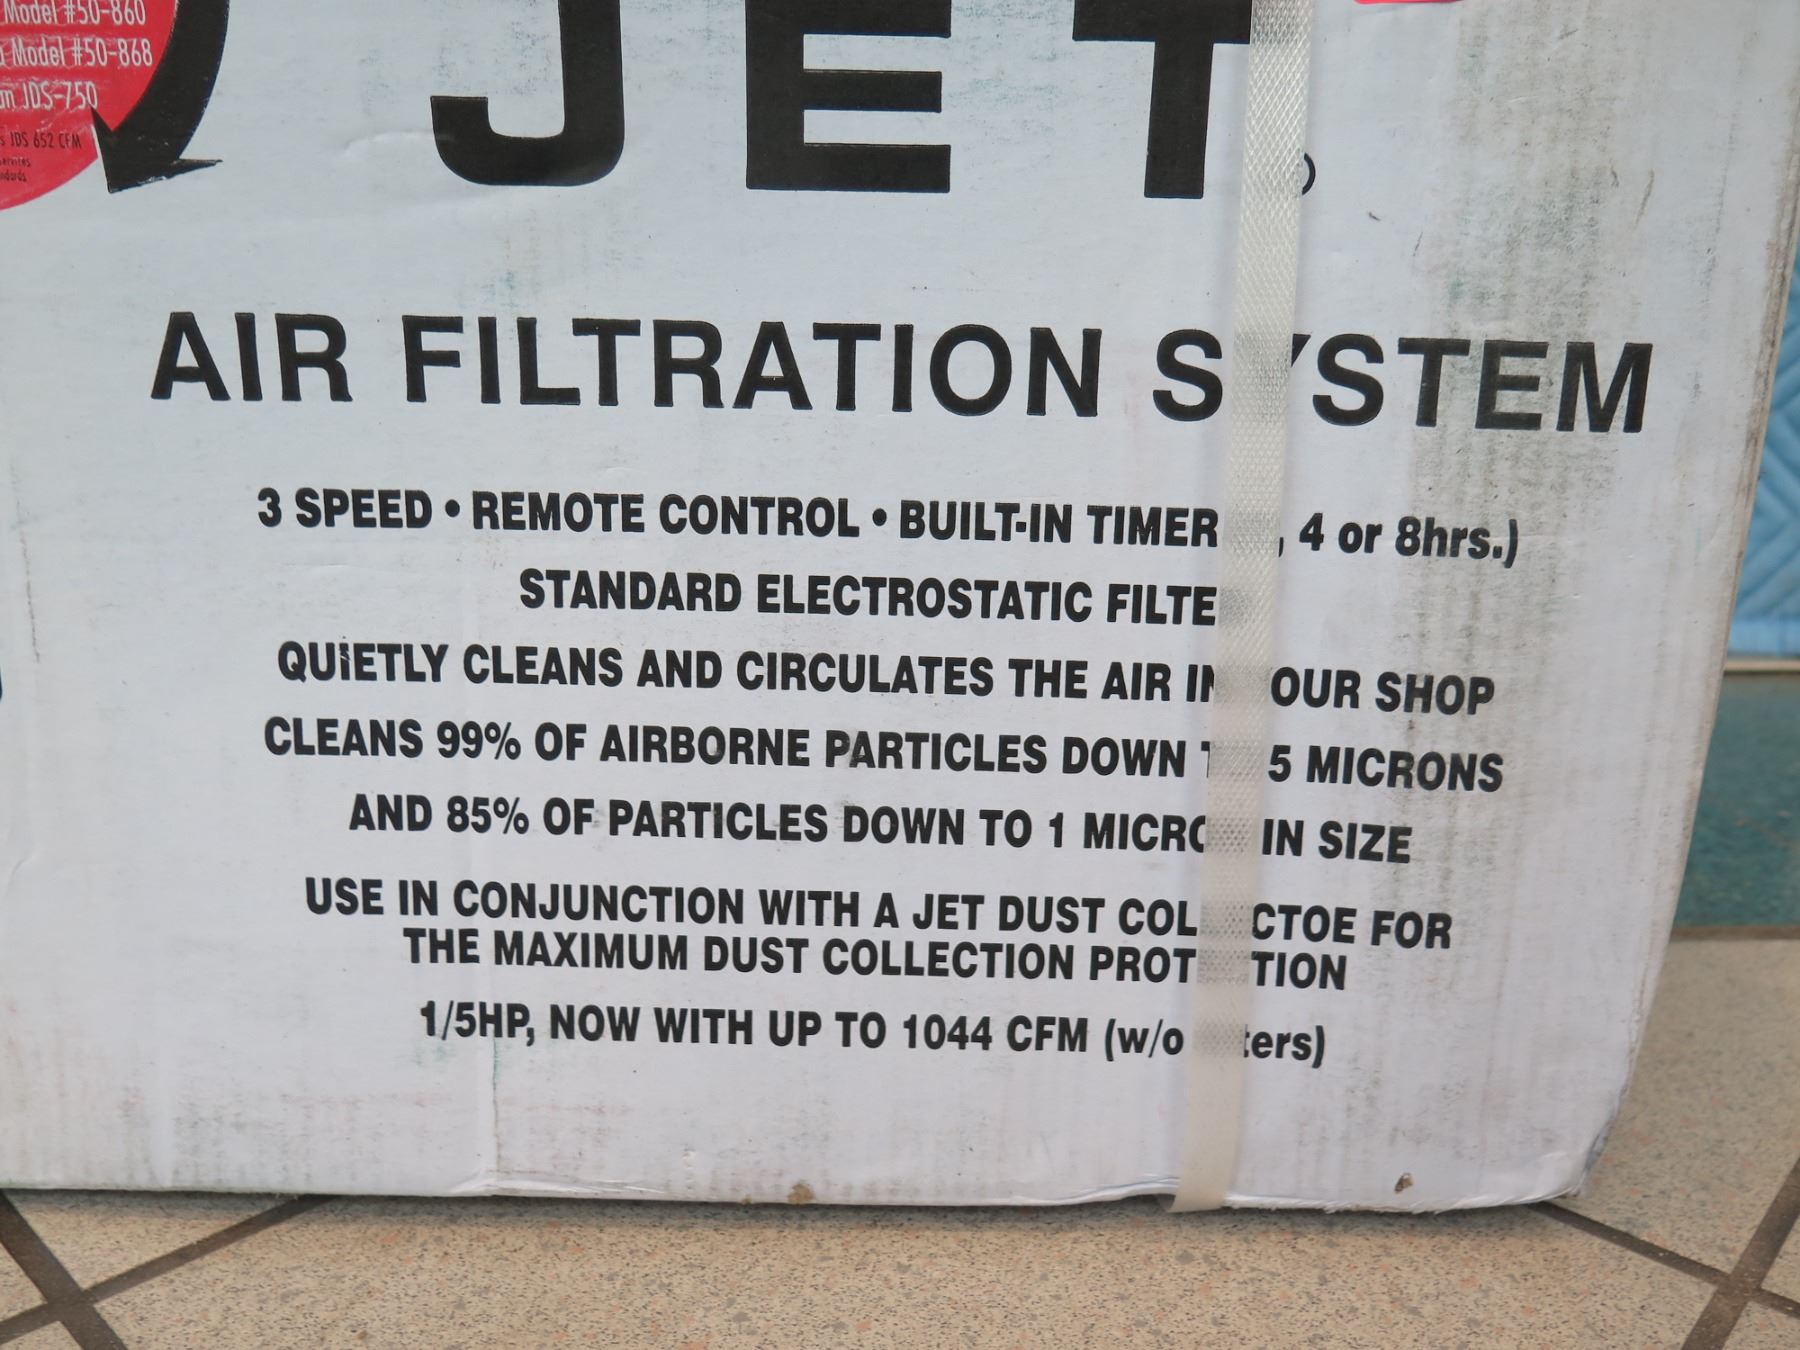 Model #50-860
Model #50-868
JDS-750
JDS 652 CFM
JET
AIR FILTRATION SYSTEM
3 SPEED • REMOTE CONTROL • BUILT-IN TIMER , 4 or 8hrs.)
STANDARD ELECTROSTATIC FILTE
QUIETLY CLEANS AND CIRCULATES THE AIR IN OUR SHOP
CLEANS 99% OF AIRBORNE PARTICLES DOWN T 5 MICRONS
AND 85% OF PARTICLES DOWN TO 1 MICRO IN SIZE
USE IN CONJUNCTION WITH A JET DUST COL CTOE FOR
THE MAXIMUM DUST COLLECTION PROT TION
1/5HP, NOW WITH UP TO 1044 CFM (w/o ters)